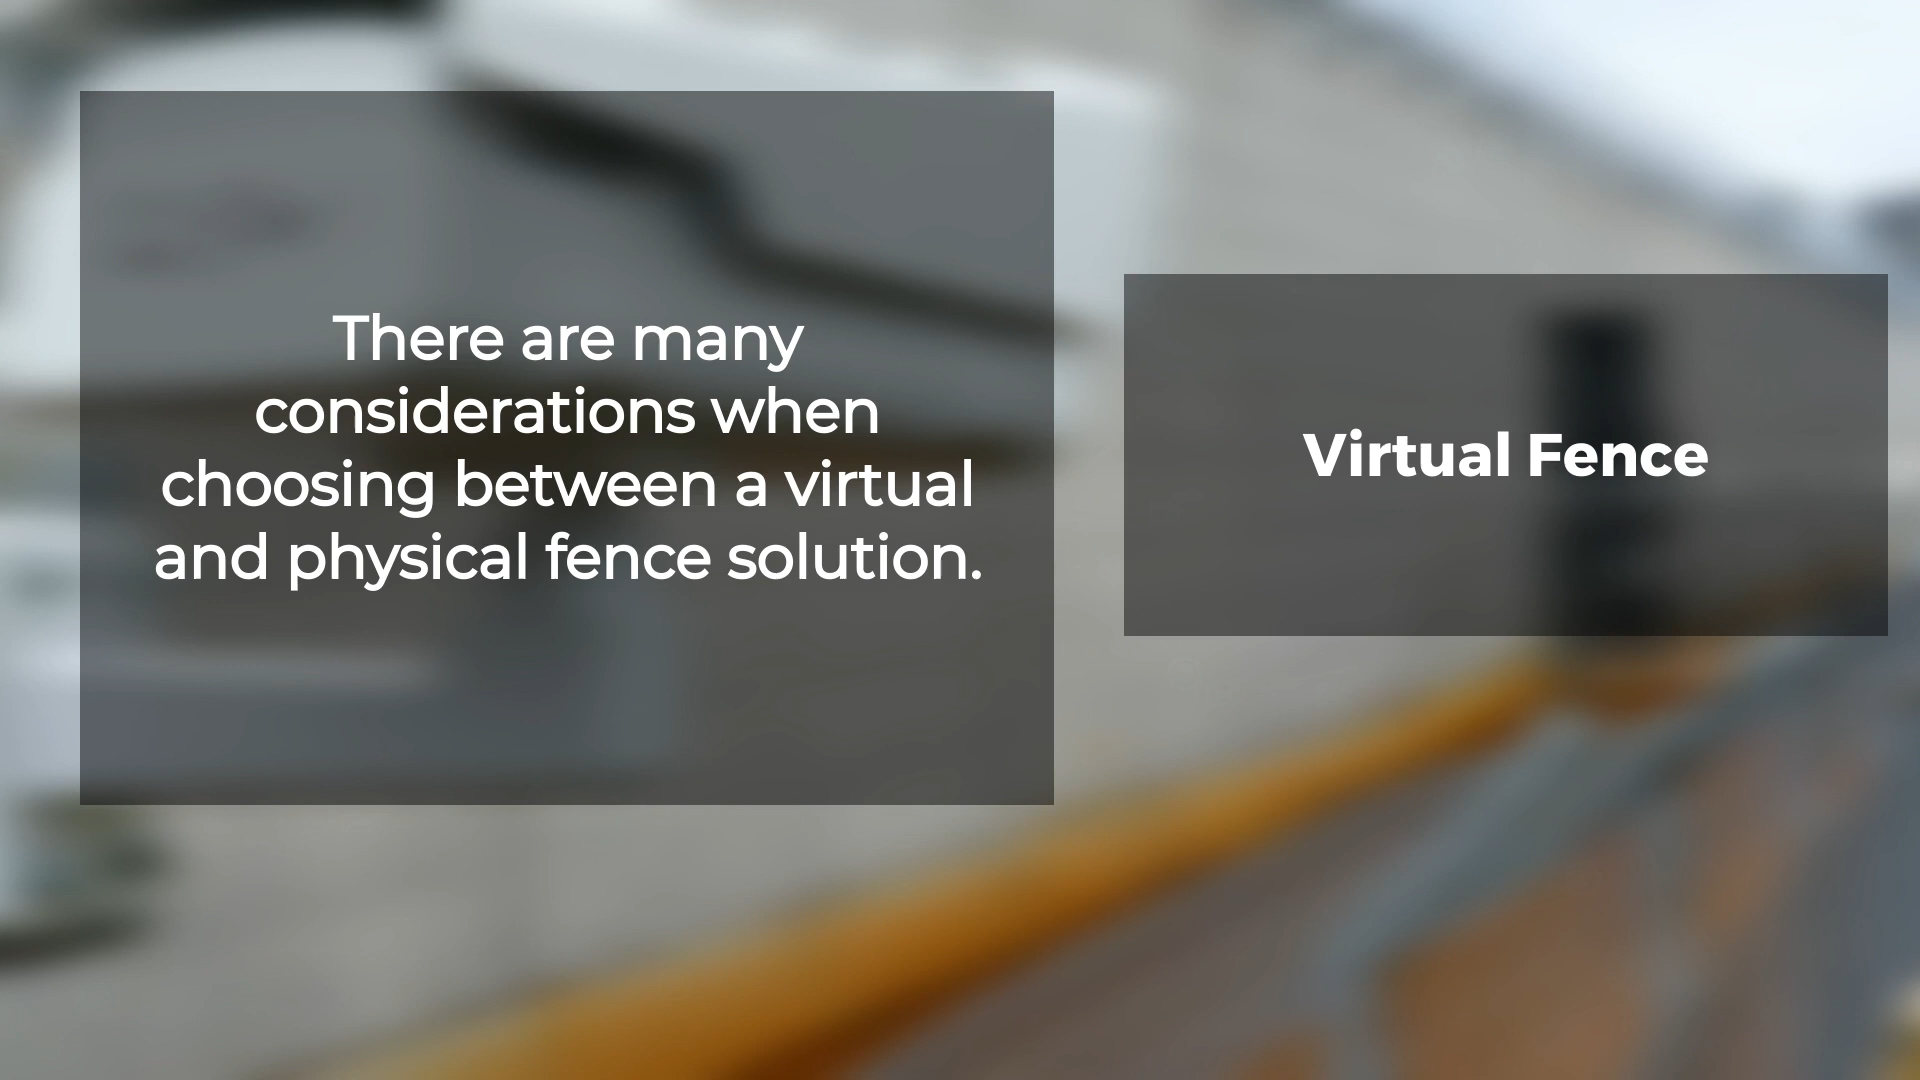 There are many
considerations when
choosing between a virtual
and physical fence solution.
Virtual Fence